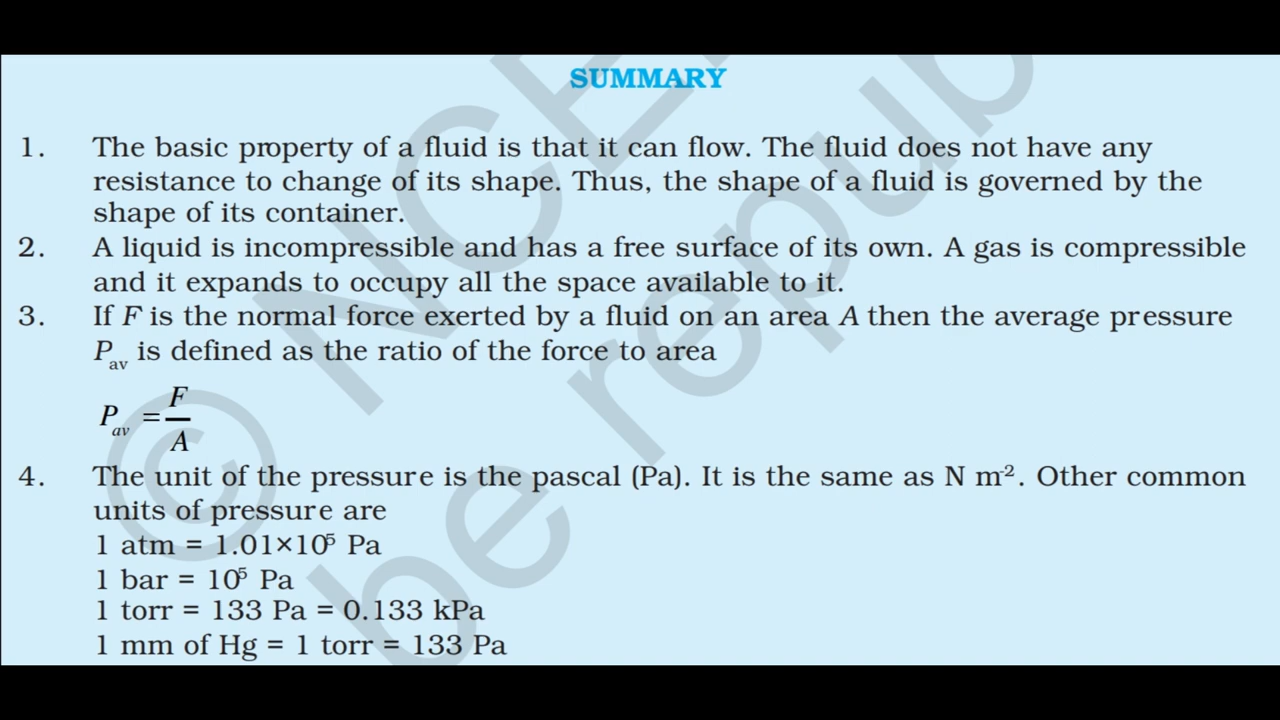 SUMMARY
1. The basic property of a fluid is that it can flow. The fluid does not have any
resistance to change of its shape. Thus, the shape of a fluid is governed by the
shape of its container.
2. A liquid is incompressible and has a free surface of its own. A gas is compressible
and it expands to occupy all the space available to it.
3. If F is the normal force exerted by a fluid on an area A then the average pressure
P_av is defined as the ratio of the force to area
P_av = F/A
4. The unit of the pressure is the pascal (Pa). It is the same as N m⁻². Other common
units of pressure are
1 atm = 1.01×10⁵ Pa
1 bar = 10⁵ Pa
1 torr = 133 Pa = 0.133 kPa
1 mm of Hg = 1 torr = 133 Pa
© NCE
be repub